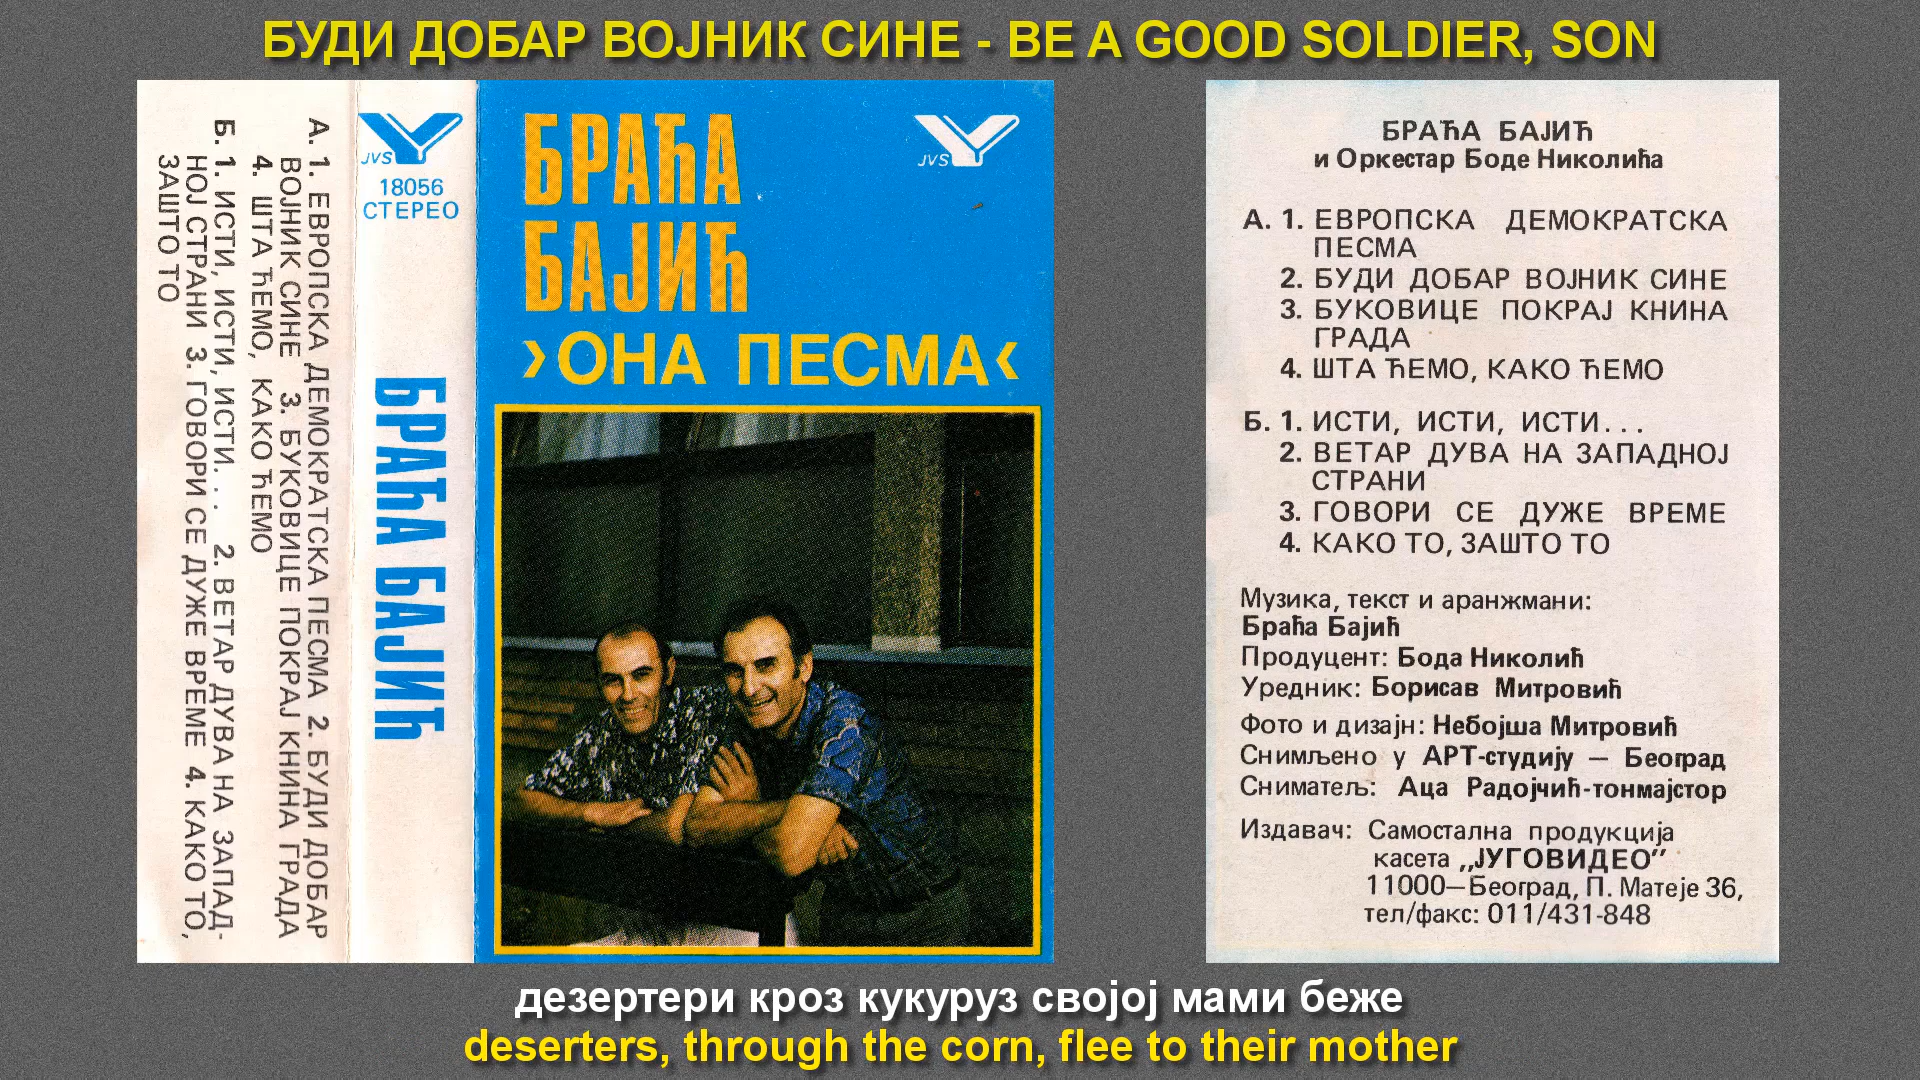 БУДИ ДОБАР ВОЈНИК СИНЕ - BE A GOOD SOLDIER, SON
А. 1. ЕВРОПСКА ДЕМОКРАТСКА ПЕСМА 2. БУДИ ДОБАР
ВОЈНИК СИНЕ 3. БУКОВИЦЕ ПОКРАЈ КНИНА ГРАДА
4. ШТА ЋЕМО, КАКО ЋЕМО
Б. 1. ИСТИ, ИСТИ, ИСТИ... 2. ВЕТАР ДУВА НА ЗАПАД-
НОЈ СТРАНИ 3. ГОВОРИ СЕ ДУЖЕ ВРЕМЕ 4. КАКО ТО,
ЗАШТО ТО
JVS
18056
СТЕРЕО
БРАЋА БАЈИЋ
БРАЋА
БАЈИЋ
›ОНА ПЕСМА‹
JVS
БРАЋА БАЈИЋ
и Оркестар Боде Николића
А. 1. ЕВРОПСКА ДЕМОКРАТСКА
ПЕСМА
2. БУДИ ДОБАР ВОЈНИК СИНЕ
3. БУКОВИЦЕ ПОКРАЈ КНИНА
ГРАДА
4. ШТА ЋЕМО, КАКО ЋЕМО
Б. 1. ИСТИ, ИСТИ, ИСТИ...
2. ВЕТАР ДУВА НА ЗАПАДНОЈ
СТРАНИ
3. ГОВОРИ СЕ ДУЖЕ ВРЕМЕ
4. КАКО ТО, ЗАШТО ТО
Музика, текст и аранжмани:
Браћа Бајић
Продуцент: Бода Николић
Уредник: Борисав Митровић
Фото и дизајн: Небојша Митровић
Снимљено у АРТ-студију — Београд
Сниматељ: Аца Радојчић-тонмајстор
Издавач: Самостална продукција
касета „ЈУГОВИДЕО"
11000—Београд, П. Матеје 36,
тел/факс: 011/431-848
дезертери кроз кукуруз својој мами беже
deserters, through the corn, flee to their mother